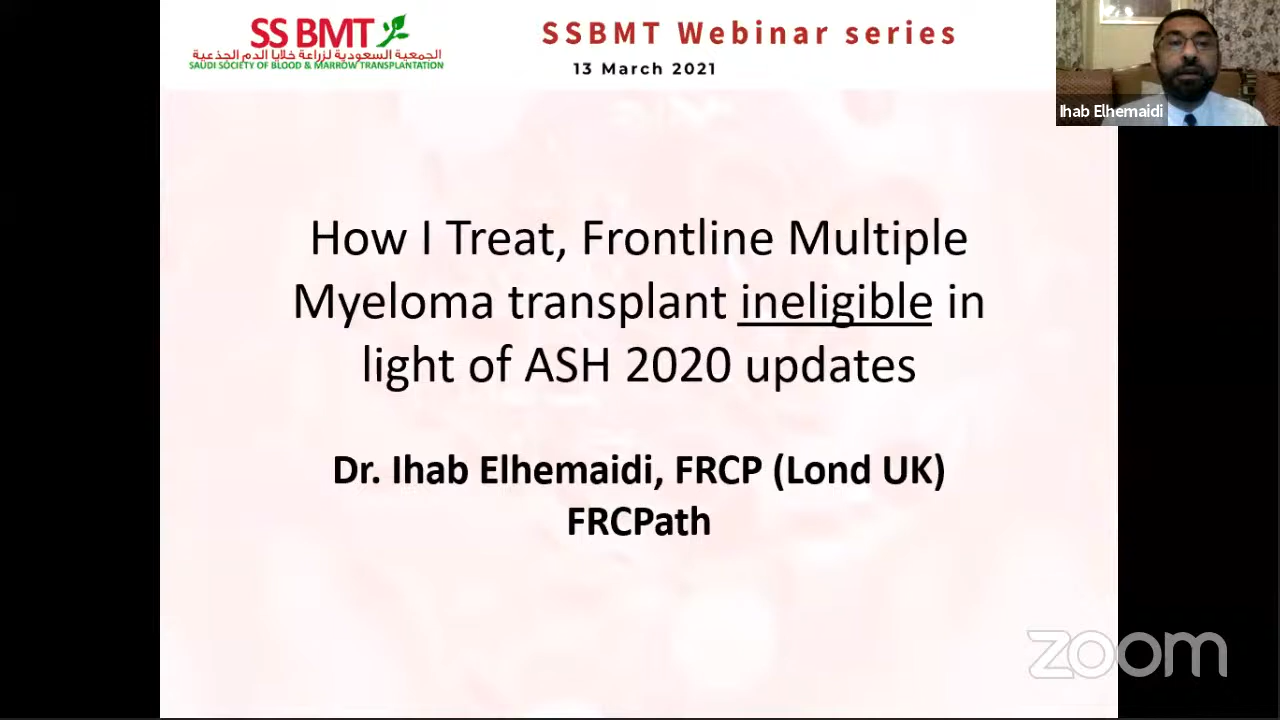 SS BMT
الجمعية السعودية لزراعة خلايا الدم الجذعية
SAUDI SOCIETY OF BLOOD & MARROW TRANSPLANTATION
SSBMT Webinar series
13 March 2021
Ihab Elhemaidi
How I Treat, Frontline Multiple
Myeloma transplant ineligible in
light of ASH 2020 updates
Dr. Ihab Elhemaidi, FRCP (Lond UK)
FRCPath
zoom